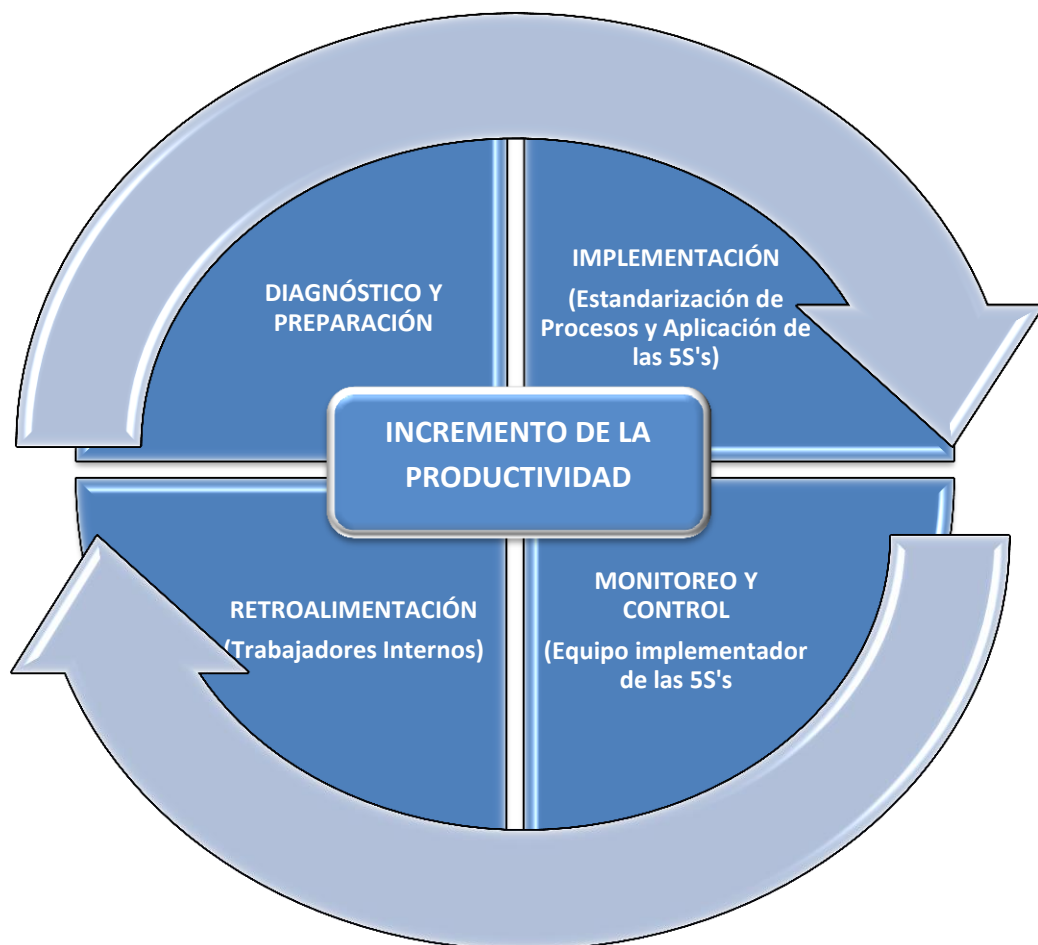 DIAGNÓSTICO Y
PREPARACIÓN
IMPLEMENTACIÓN
(Estandarización de
Procesos y Aplicación de
las 5S's)
INCREMENTO DE LA
PRODUCTIVIDAD
RETROALIMENTACIÓN
(Trabajadores Internos)
MONITOREO Y
CONTROL
(Equipo implementador
de las 5S's